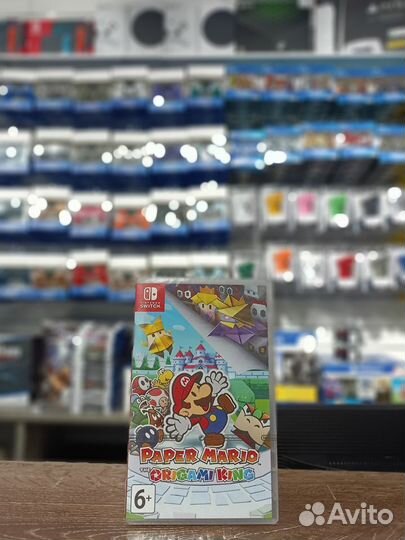 NINTENDO
SWITCH
PAPER MARIO
THE ORIGAMI KING
6+
Avito